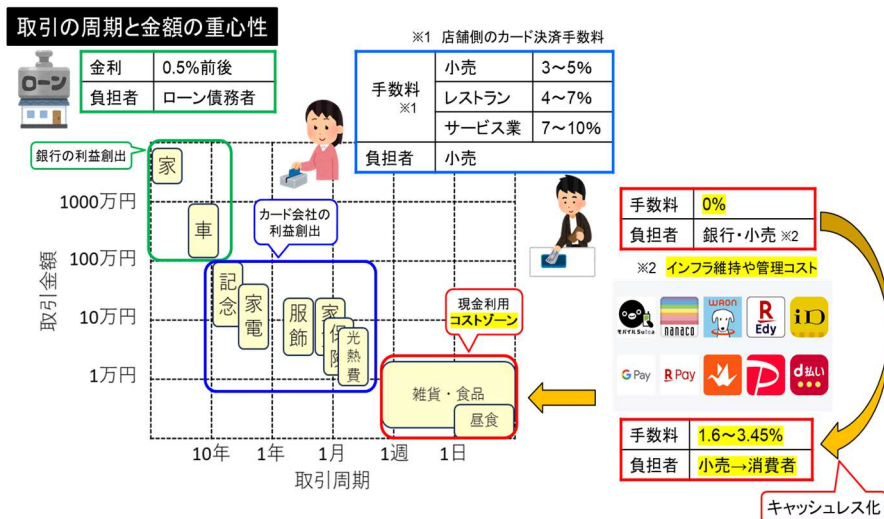 取引の周期と金額の重心性
※1 店舗側のカード決済手数料
ローン
金利 0.5%前後
負担者 ローン債務者
手数料 ※1
小売 3～5%
レストラン 4～7%
サービス業 7～10%
負担者 小売
銀行の利益創出
カード会社の
利益創出
現金利用
コストゾーン
取引金額
1000万円
100万円
10万円
1万円
家
車
記念
家電
服飾
家
保険
光熱費
雑貨・食品
昼食
10年
1年
1月
1週
1日
取引周期
手数料 0%
負担者 銀行・小売 ※2
※2 インフラ維持や管理コスト
モバイルSuica
nanaco
WAON
R Edy
iD
G Pay
R Pay
d払い
手数料 1.6～3.45%
負担者 小売→消費者
キャッシュレス化